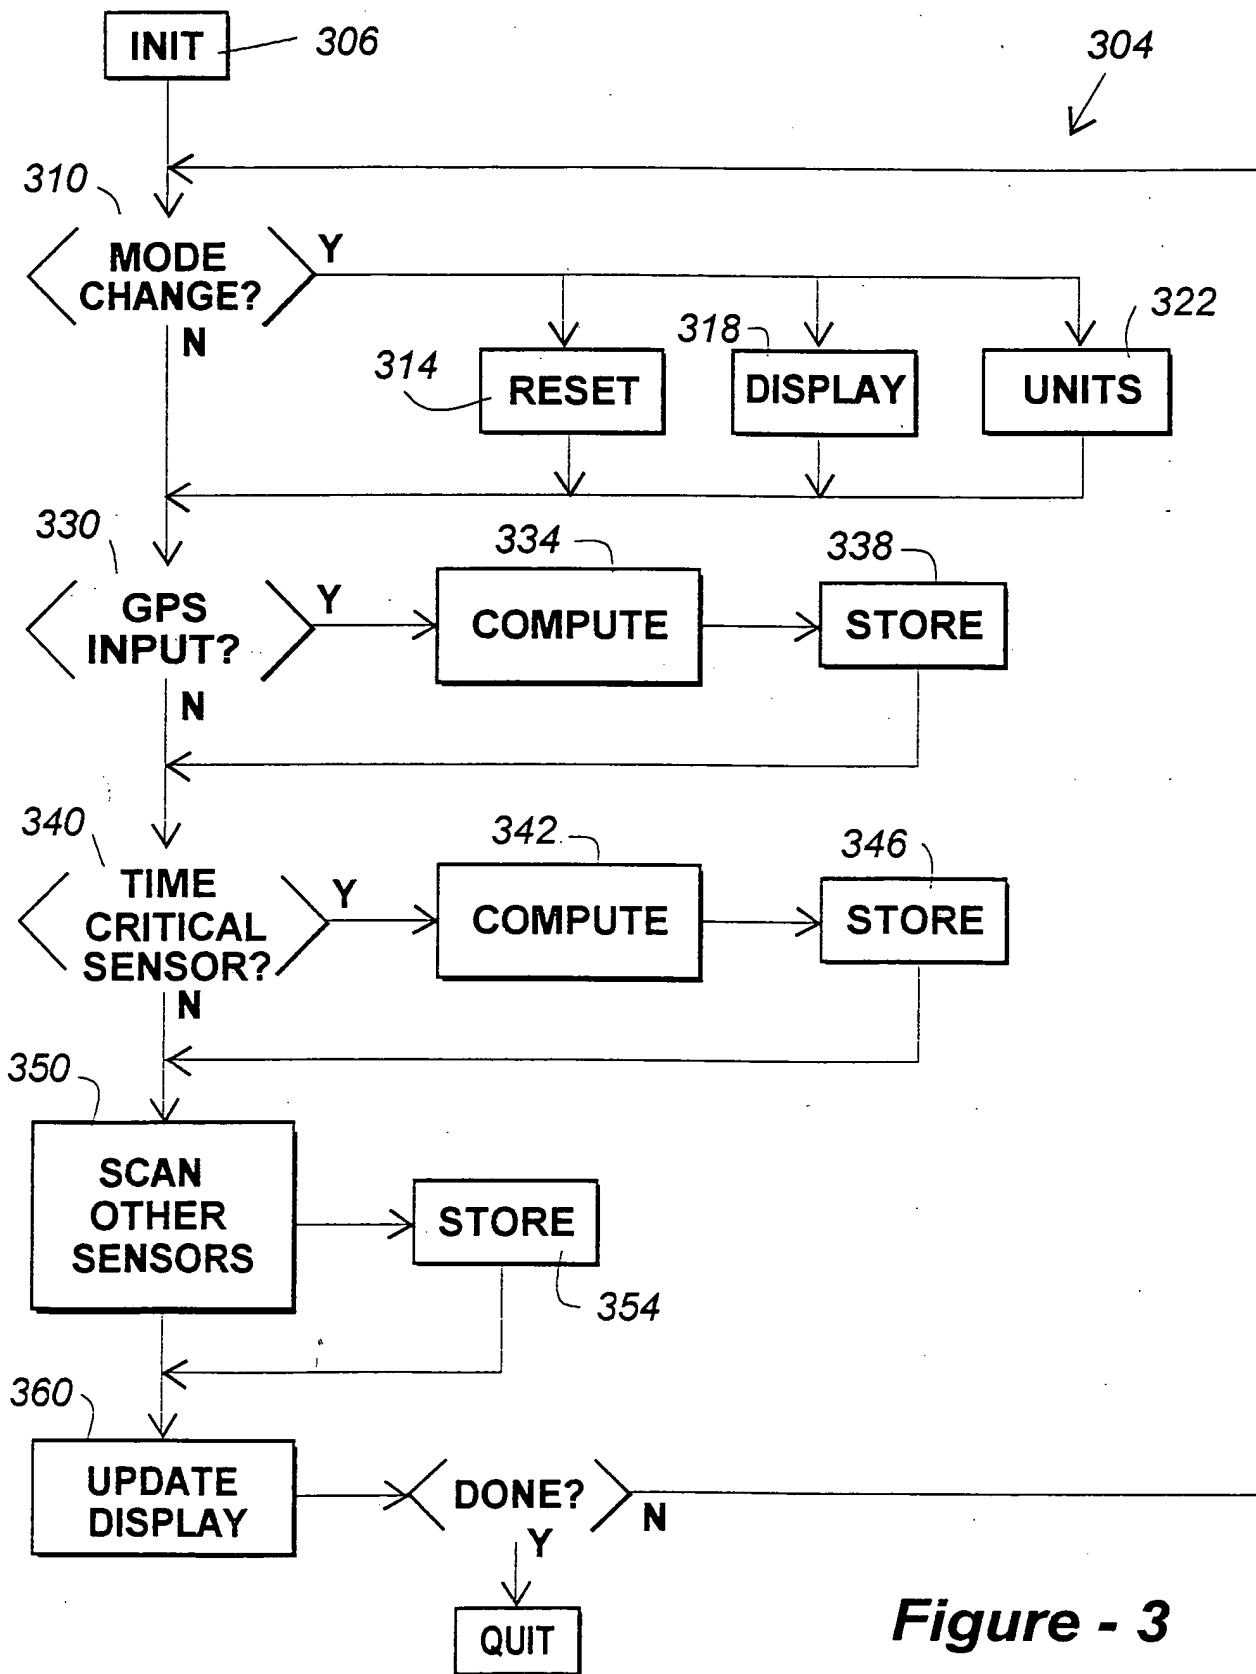 INIT
306
304
310
MODE
CHANGE?
Y
N
314
RESET
318
DISPLAY
322
UNITS
330
GPS
INPUT?
Y
N
334
COMPUTE
338
STORE
340
TIME
CRITICAL
SENSOR?
Y
N
342
COMPUTE
346
STORE
350
SCAN
OTHER
SENSORS
STORE
354
360
UPDATE
DISPLAY
DONE?
N
Y
QUIT
Figure - 3